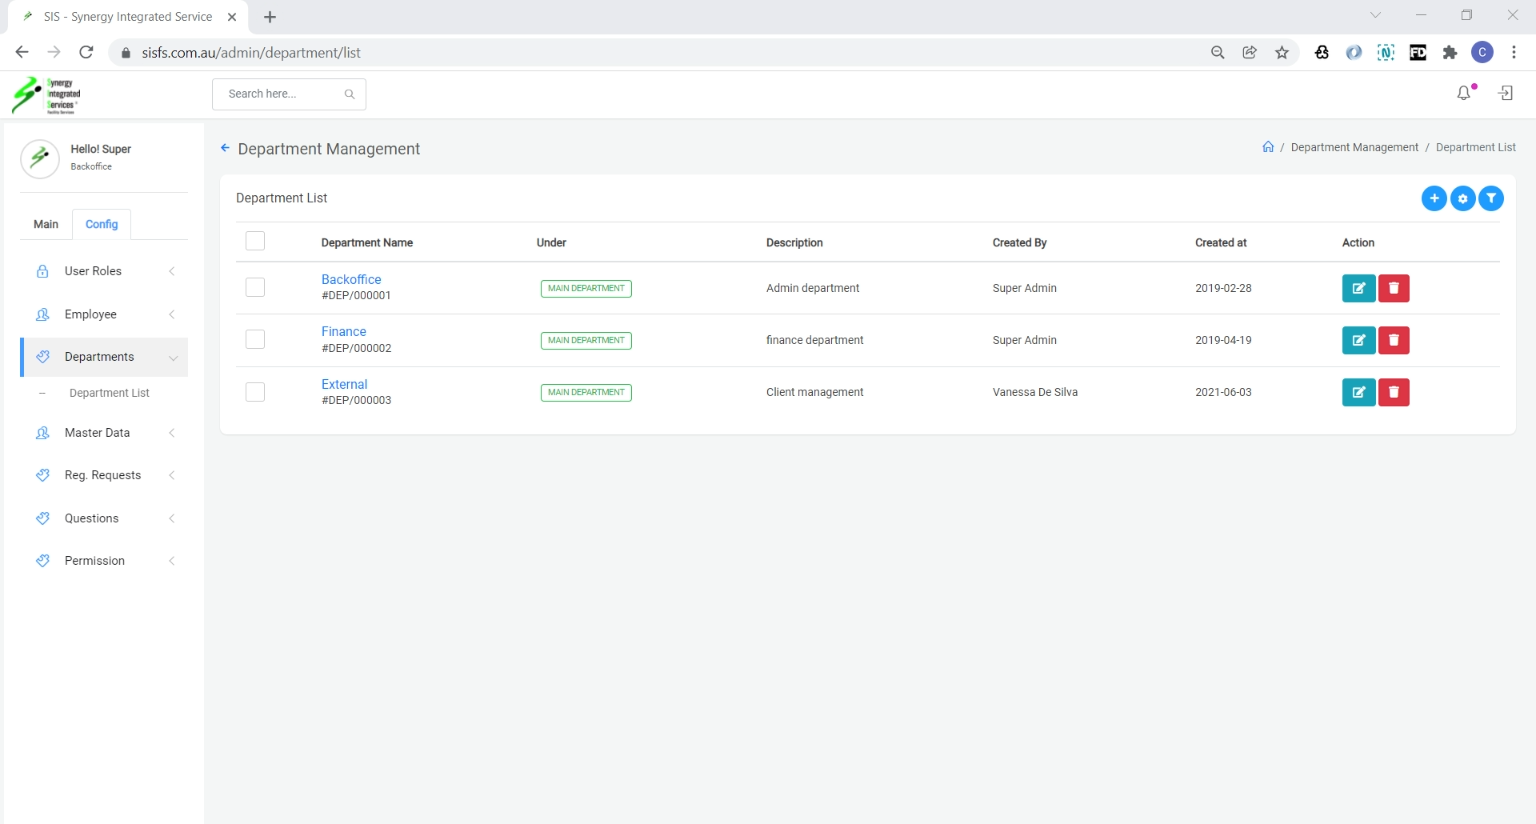 SIS - Synergy Integrated Service
sisfs.com.au/admin/department/list
C
Synergy
Integrated
Services
Facility Services
Search here...
Hello! Super
Backoffice
Main
Config
User Roles
Employee
Departments
Department List
Master Data
Reg. Requests
Questions
Permission
Department Management
/ Department Management / Department List
Department List
Department Name Under Description Created By Created at Action
Backoffice
#DEP/000001 MAIN DEPARTMENT Admin department Super Admin 2019-02-28
Finance
#DEP/000002 MAIN DEPARTMENT finance department Super Admin 2019-04-19
External
#DEP/000003 MAIN DEPARTMENT Client management Vanessa De Silva 2021-06-03